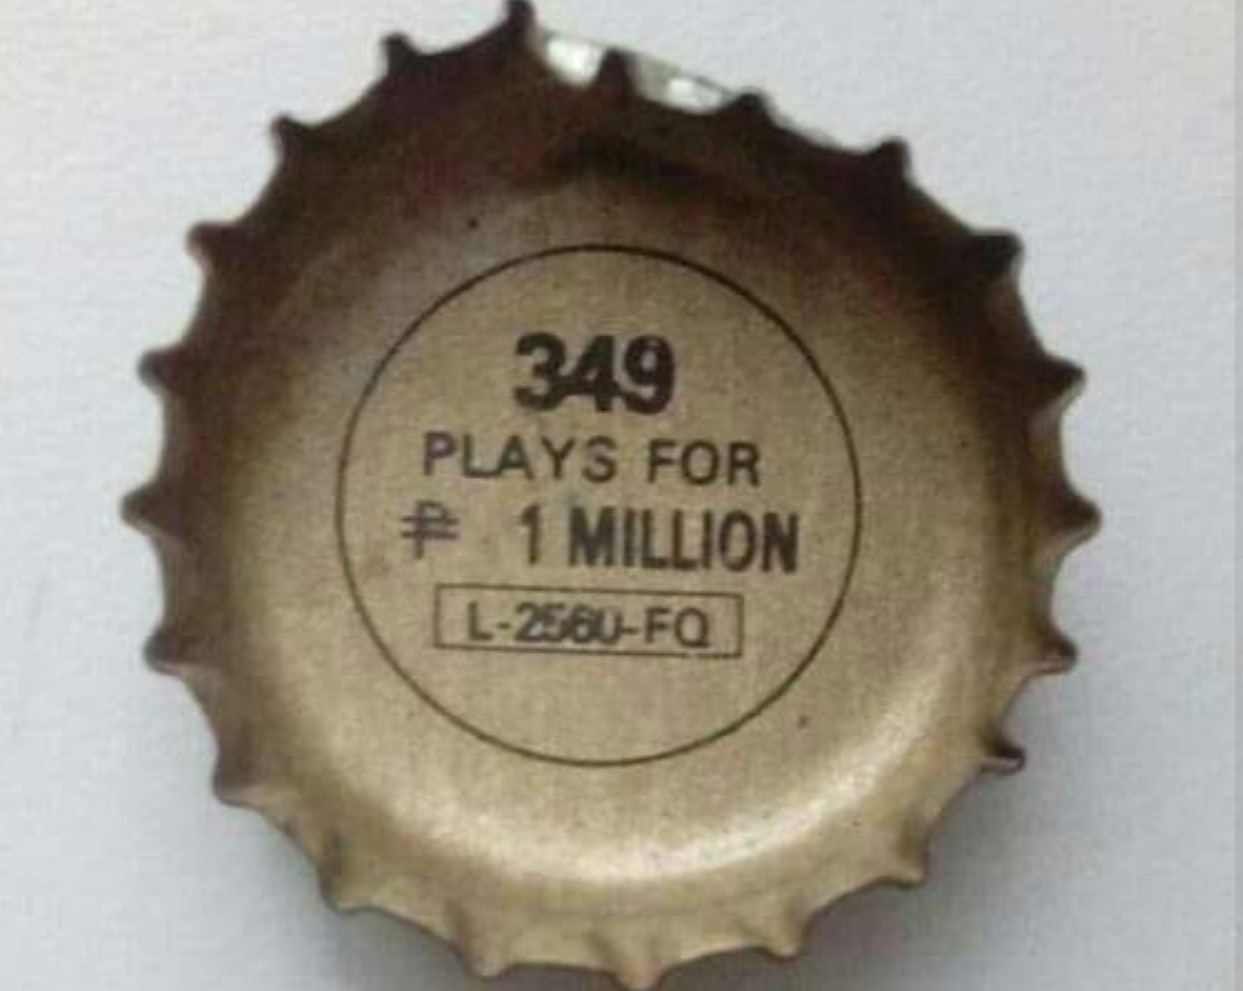 349
PLAYS FOR
₱ 1 MILLION
L-2560-FQ